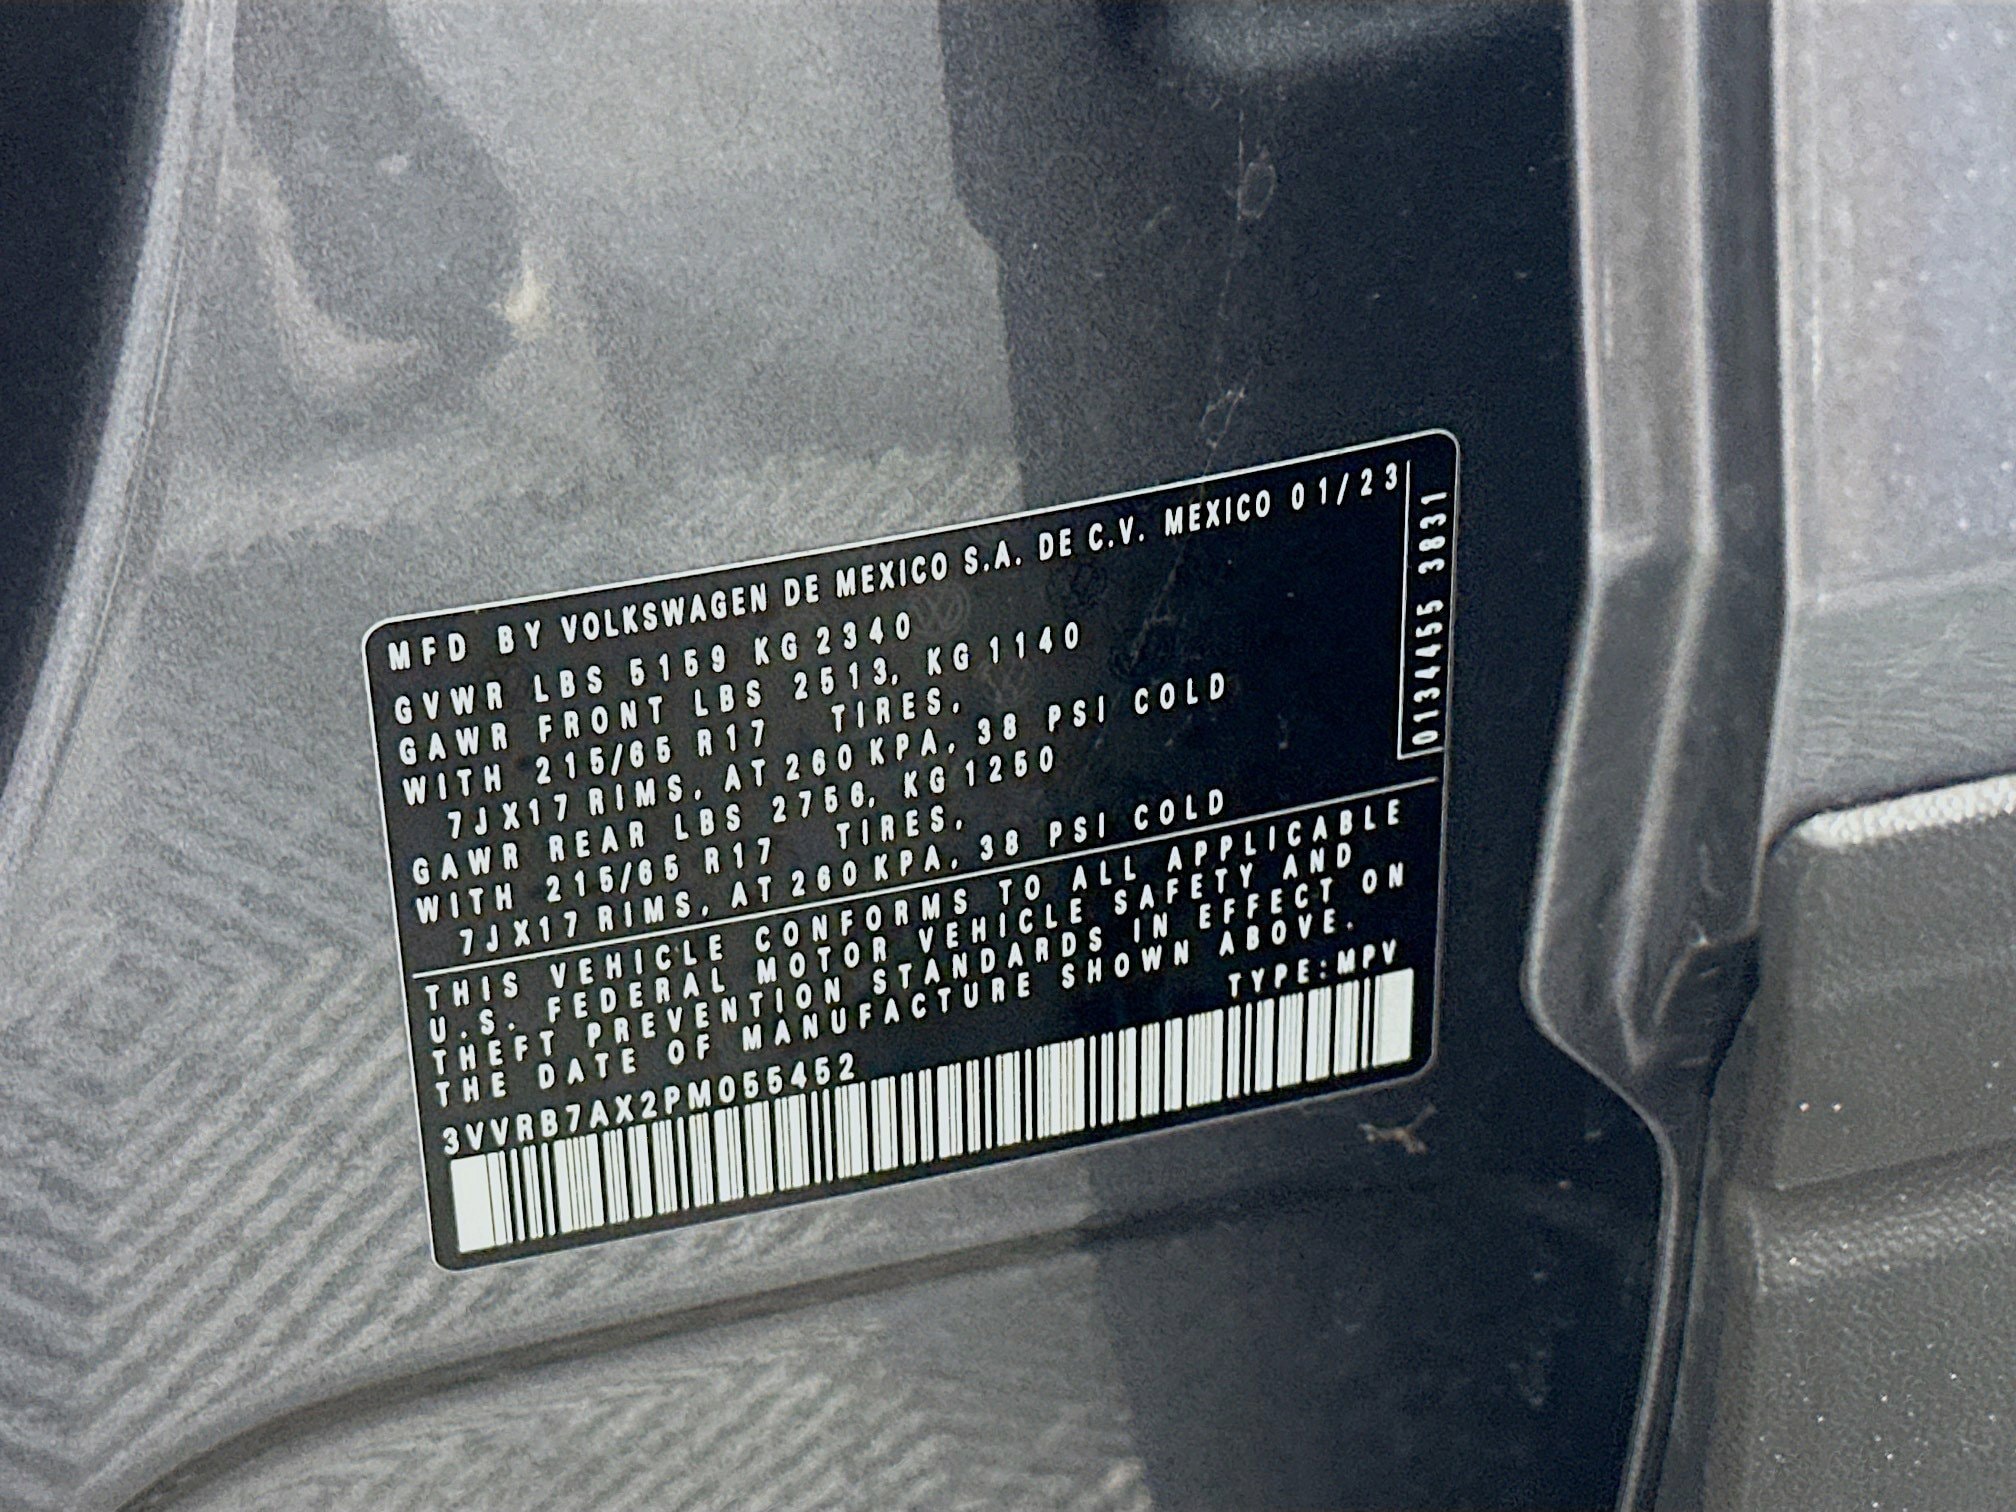 MFD BY VOLKSWAGEN DE MEXICO S.A. DE C.V. MEXICO 01/23
GVWR LBS 5159 KG 2340
GAWR FRONT LBS 2513, KG 1140
WITH 215/65 R17 TIRES,
7JX17 RIMS, AT 260 KPA, 38 PSI COLD
GAWR REAR LBS 2756, KG 1250
WITH 215/65 R17 TIRES,
7JX17 RIMS, AT 260 KPA, 38 PSI COLD
0134455 3831
THIS VEHICLE CONFORMS TO ALL APPLICABLE
U.S. FEDERAL MOTOR VEHICLE SAFETY AND
THEFT PREVENTION STANDARDS IN EFFECT ON
THE DATE OF MANUFACTURE SHOWN ABOVE.
3VVRB7AX2PM055452 TYPE:MPV